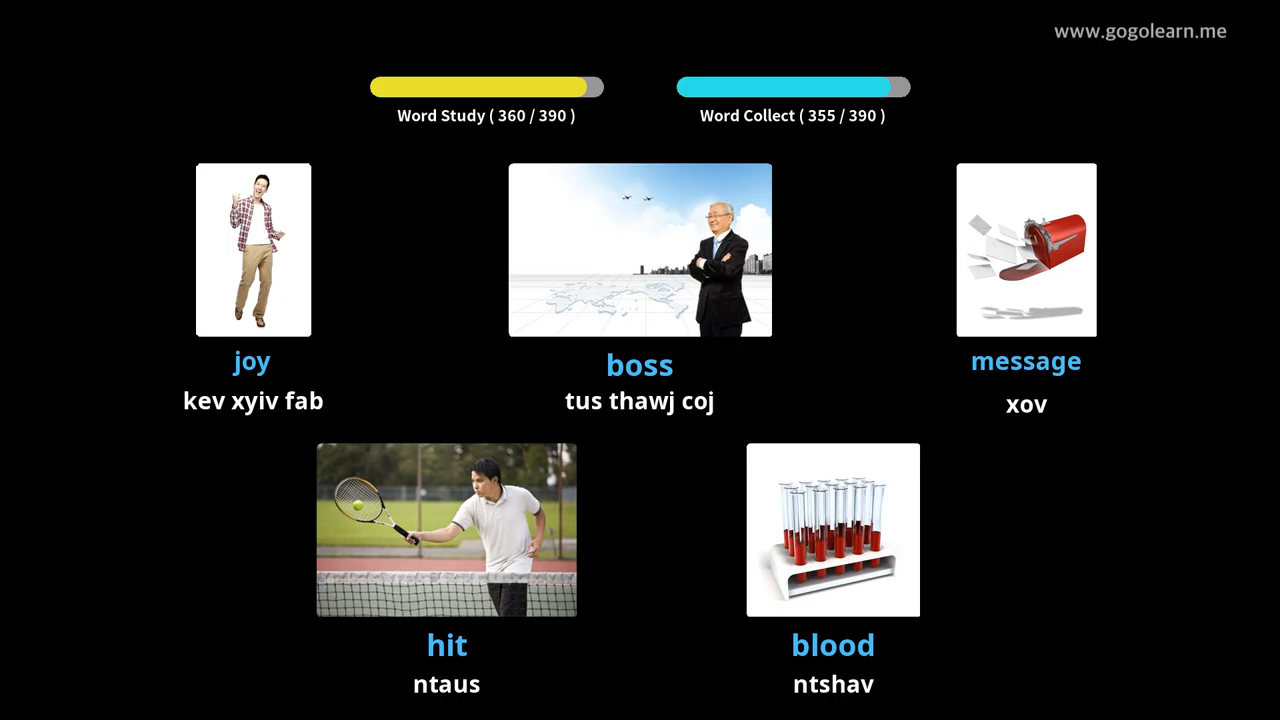 www.gogolearn.me
Word Study ( 360 / 390 )
Word Collect ( 355 / 390 )
joy
kev xyiv fab
boss
tus thawj coj
message
xov
hit
ntaus
blood
ntshav